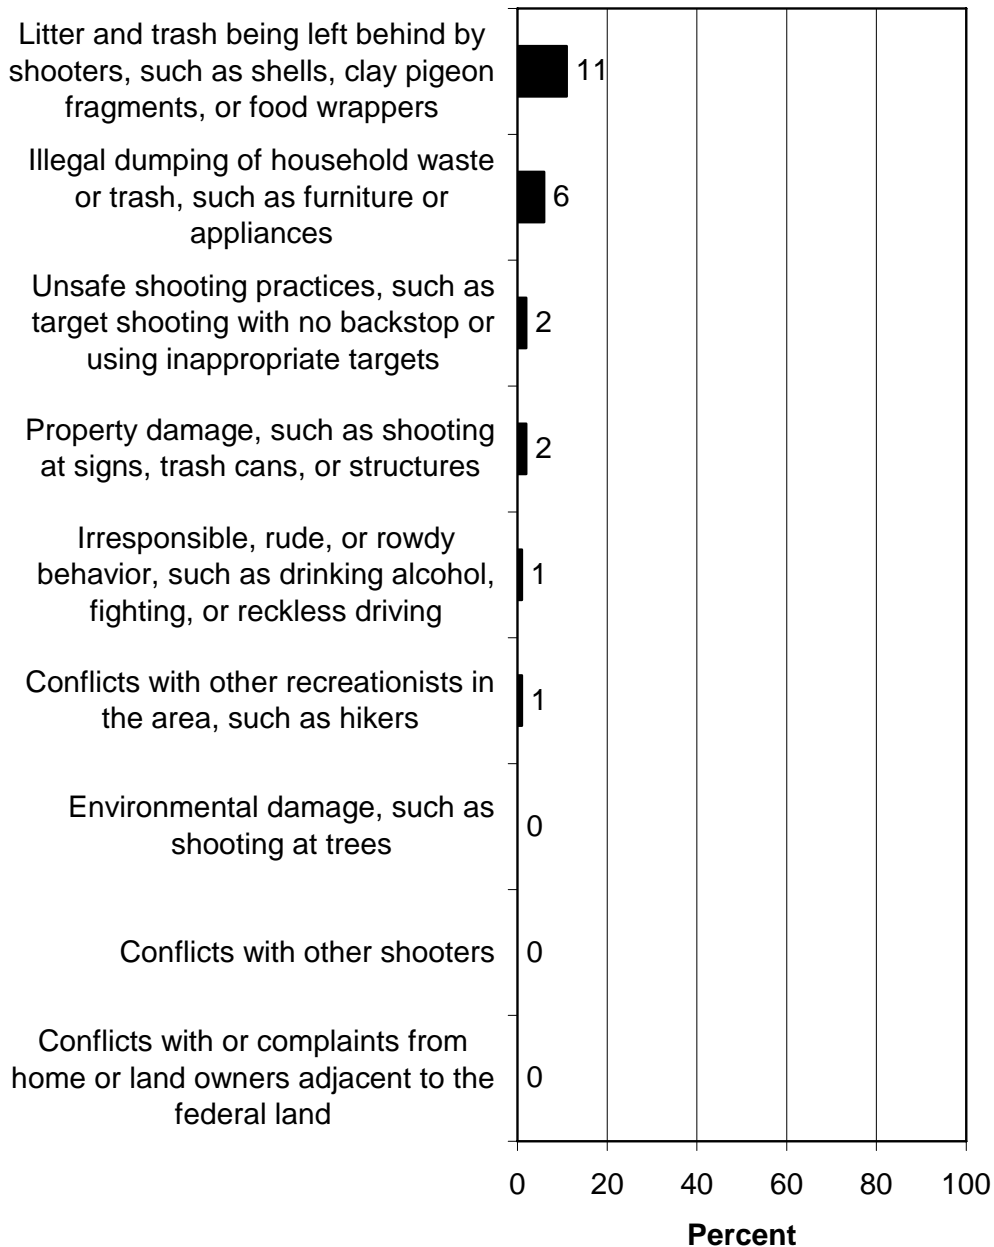 Litter and trash being left behind by
shooters, such as shells, clay pigeon
fragments, or food wrappers
11
Illegal dumping of household waste
or trash, such as furniture or
appliances
6
Unsafe shooting practices, such as
target shooting with no backstop or
using inappropriate targets
2
Property damage, such as shooting
at signs, trash cans, or structures
2
Irresponsible, rude, or rowdy
behavior, such as drinking alcohol,
fighting, or reckless driving
1
Conflicts with other recreationists in
the area, such as hikers
1
Environmental damage, such as
shooting at trees
0
Conflicts with other shooters
0
Conflicts with or complaints from
home or land owners adjacent to the
federal land
0
0 20 40 60 80 100
Percent